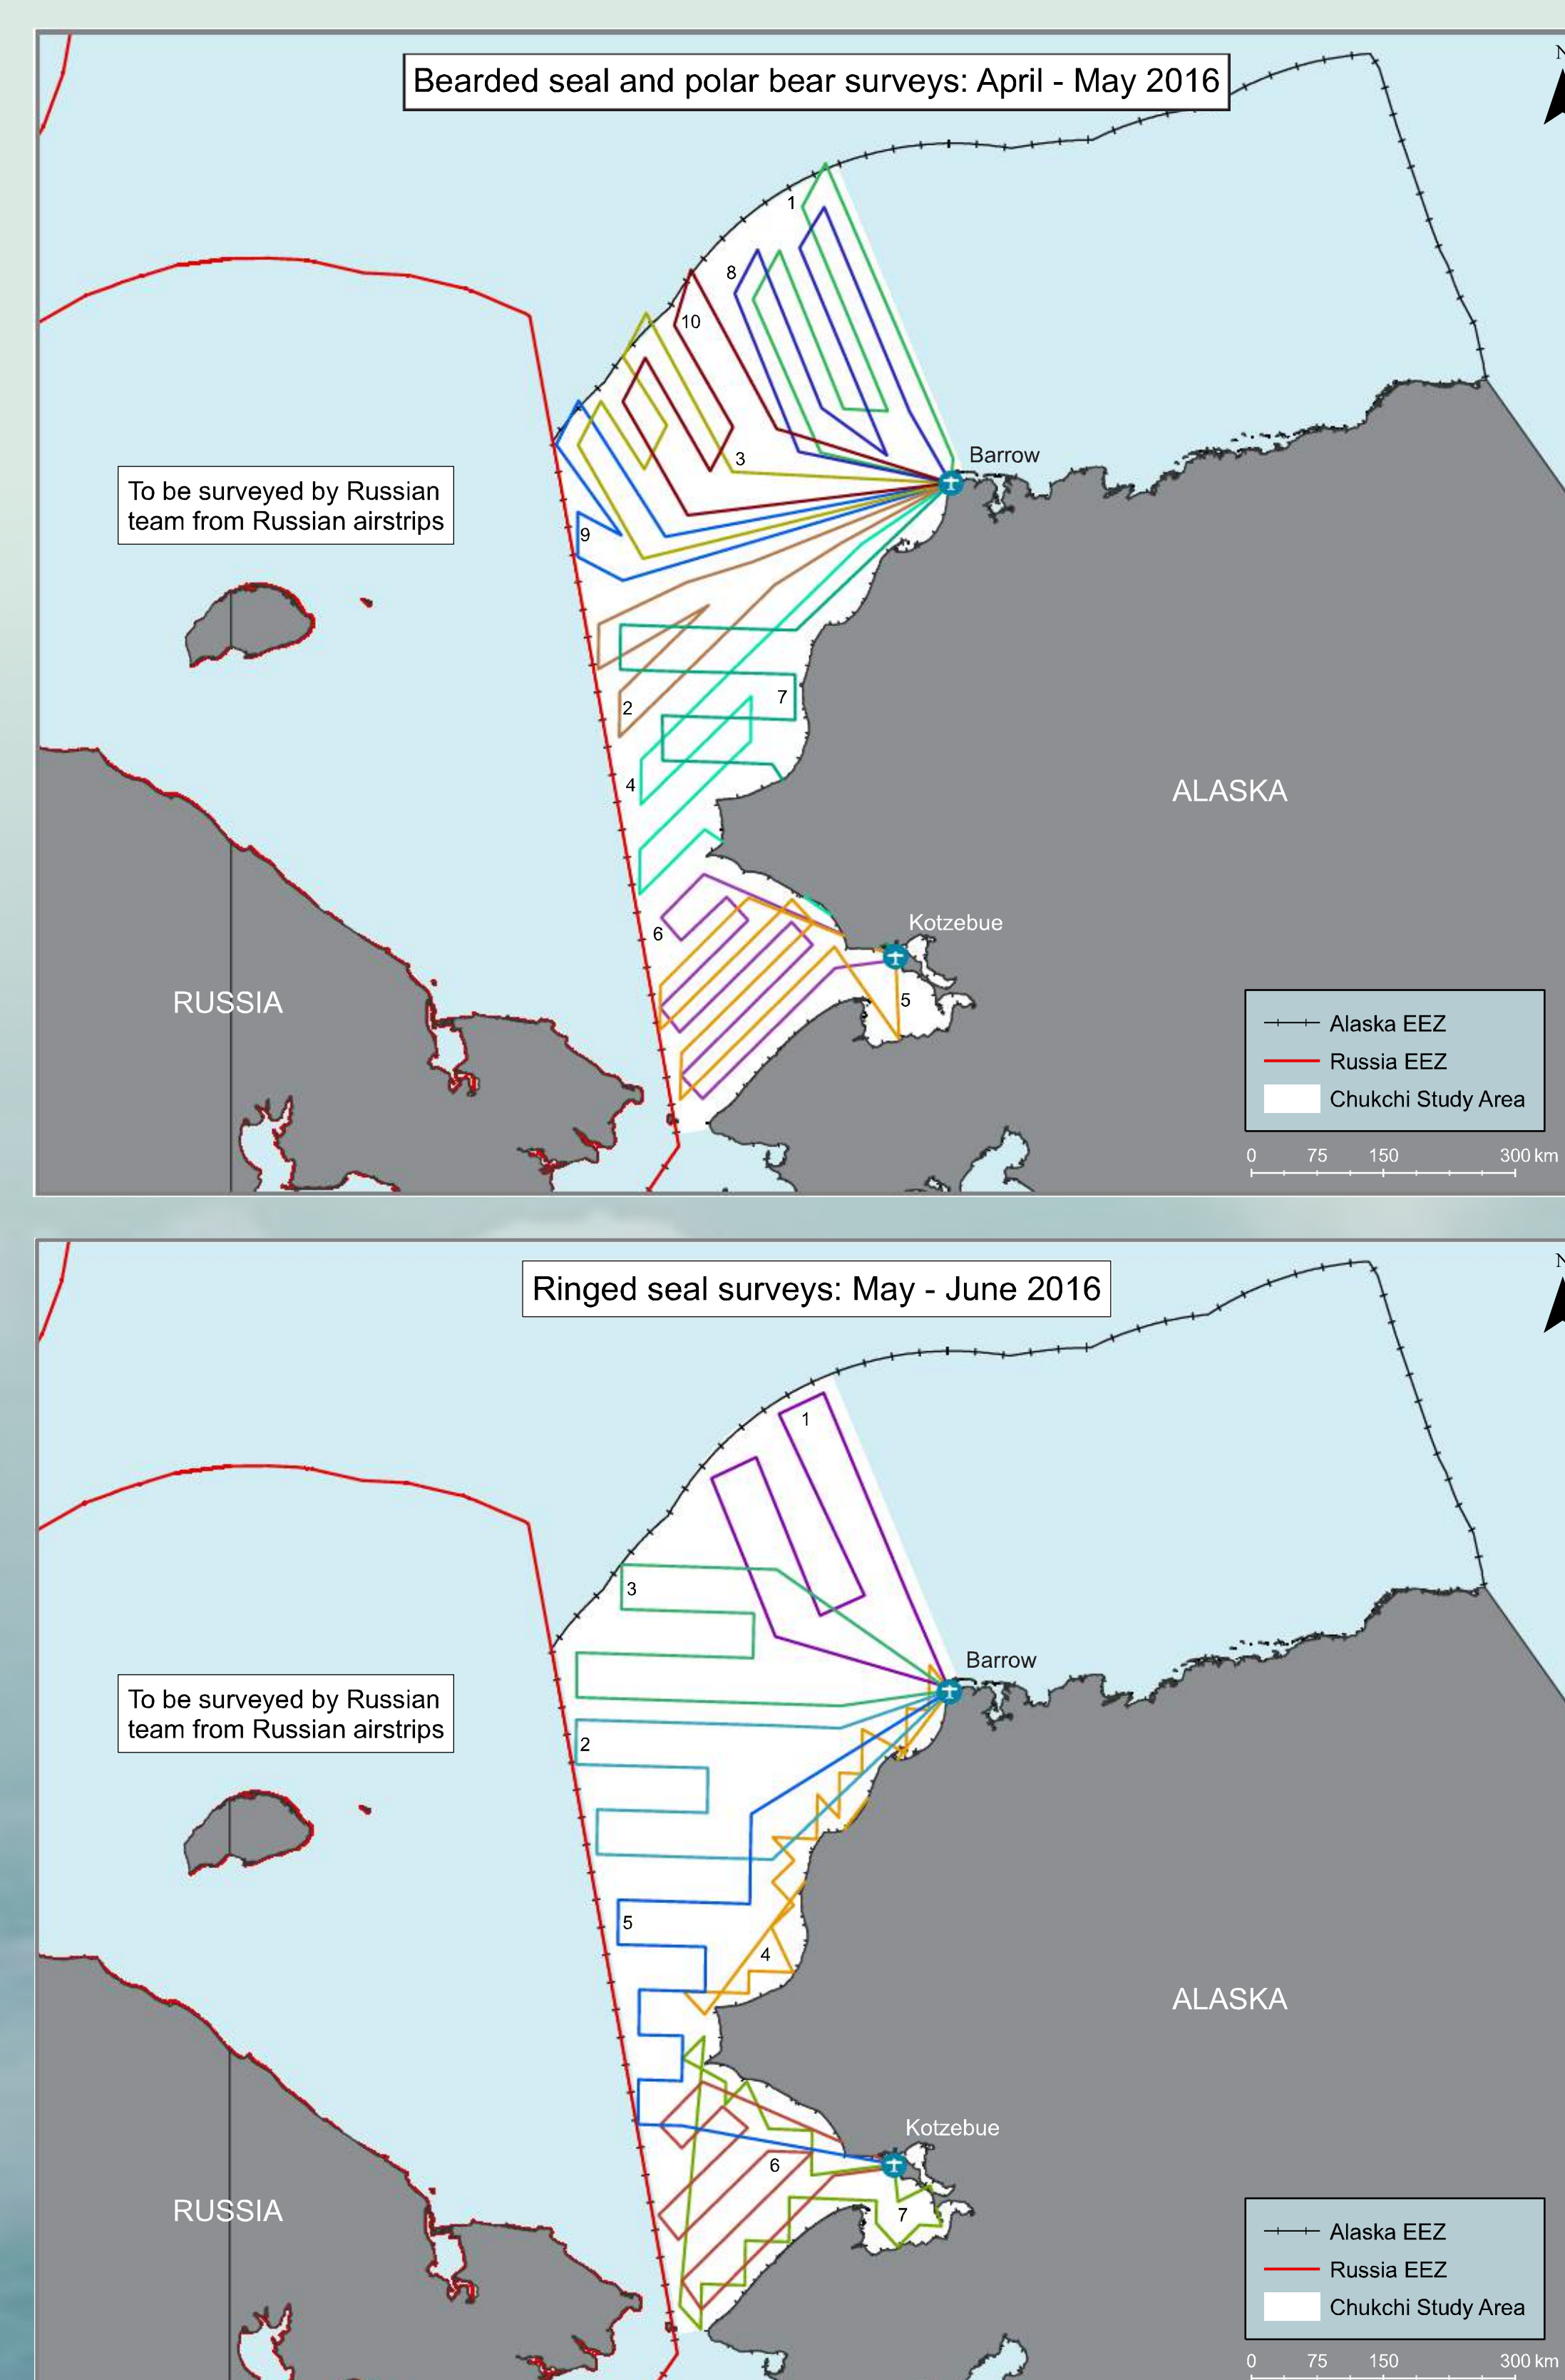 Bearded seal and polar bear surveys: April - May 2016
N
1
8
10
3
Barrow
To be surveyed by Russian
team from Russian airstrips
9
2
7
4
ALASKA
6
Kotzebue
5
RUSSIA
Alaska EEZ
Russia EEZ
Chukchi Study Area
0 75 150 300 km
Ringed seal surveys: May - June 2016
N
1
3
Barrow
To be surveyed by Russian
team from Russian airstrips
2
5
4
ALASKA
Kotzebue
6
7
RUSSIA
Alaska EEZ
Russia EEZ
Chukchi Study Area
0 75 150 300 km